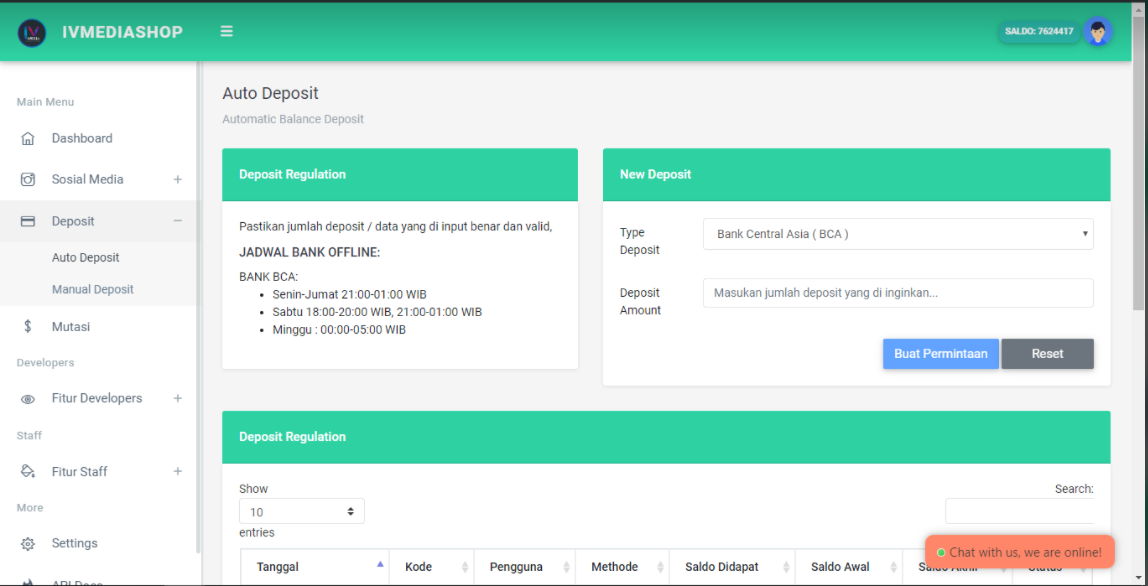 IVMEDIASHOP
SALDO: 7624417
Main Menu
Dashboard
Sosial Media +
Deposit −
Auto Deposit
Manual Deposit
$ Mutasi
Developers
Fitur Developers +
Staff
Fitur Staff +
More
Settings
API Docs
Auto Deposit
Automatic Balance Deposit
Deposit Regulation
Pastikan jumlah deposit / data yang di input benar dan valid,
JADWAL BANK OFFLINE:
BANK BCA:
• Senin-Jumat 21:00-01:00 WIB
• Sabtu 18:00-20:00 WIB, 21:00-01:00 WIB
• Minggu : 00:00-05:00 WIB
New Deposit
Type
Deposit
Bank Central Asia ( BCA )
Deposit
Amount
Masukan jumlah deposit yang di inginkan...
Buat Permintaan
Reset
Deposit Regulation
Show
10
entries
Search:
Tanggal Kode Pengguna Methode Saldo Didapat Saldo Awal Saldo Akhir Status
Chat with us, we are online!